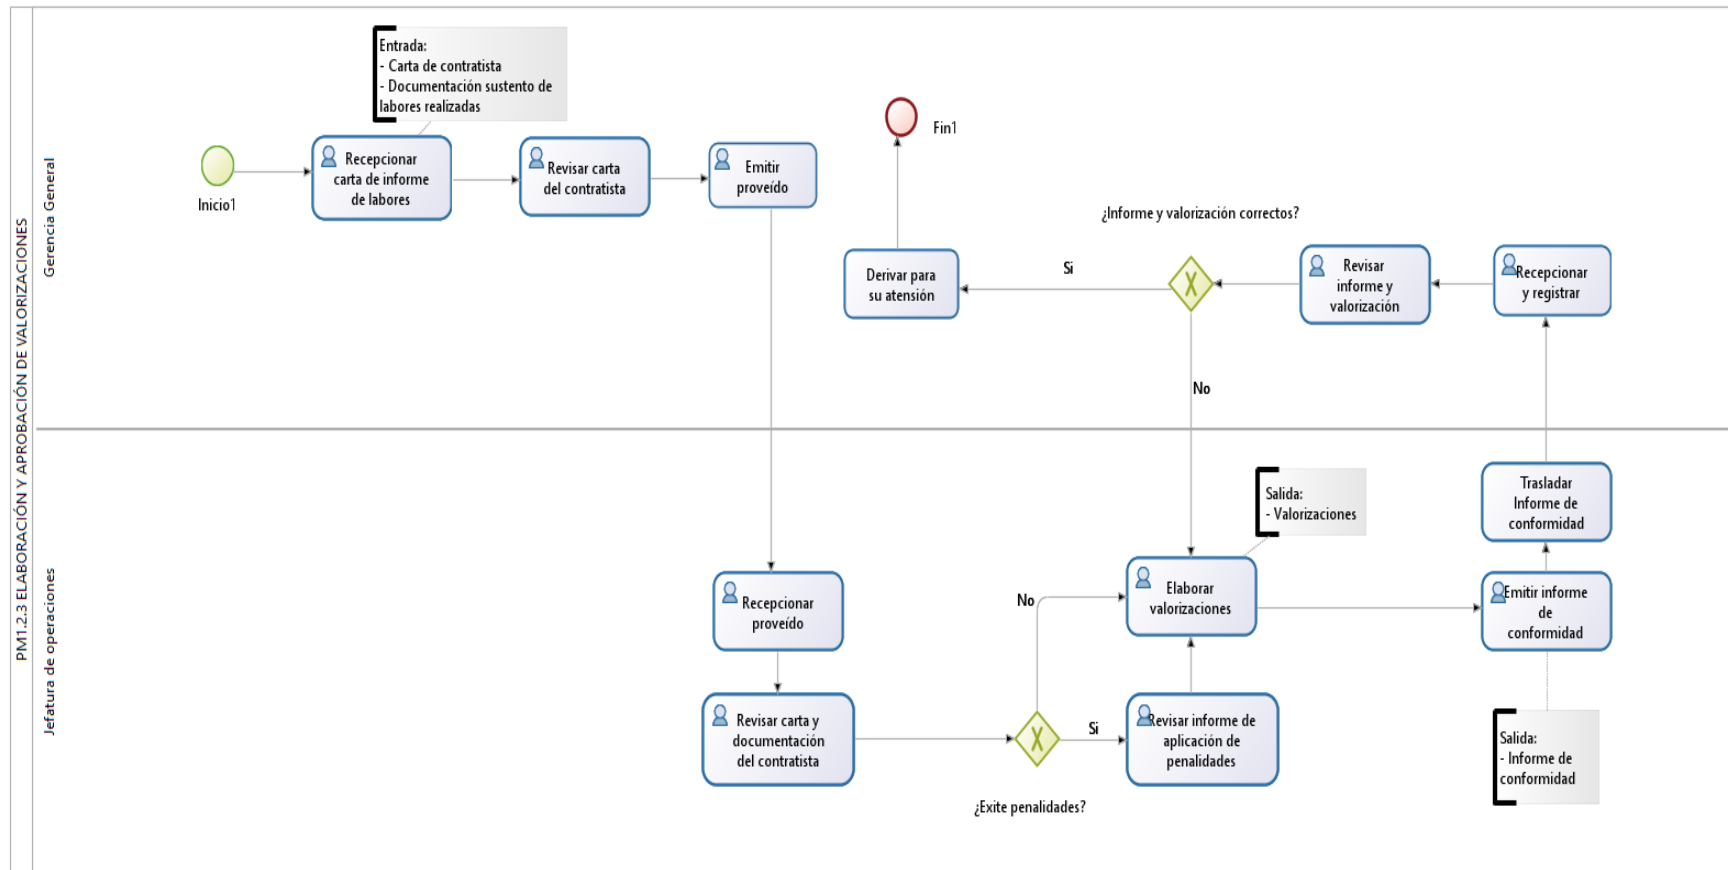 PM1.2.3 ELABORACIÓN Y APROBACIÓN DE VALORIZACIONES
Gerencia General
Entrada:
- Carta de contratista
- Documentación sustento de
labores realizadas
Inicio1
Recepcionar
carta de informe
de labores
Revisar carta
del contratista
Emitir
proveído
Fin1
Derivar para
su atención
Si
¿Informe y valorización correctos?
No
Revisar
informe y
valorización
Recepcionar
y registrar
Jefatura de operaciones
Recepcionar
proveído
Revisar carta y
documentación
del contratista
¿Exite penalidades?
No
Si
Revisar informe de
aplicación de
penalidades
Elaborar
valorizaciones
Salida:
- Valorizaciones
Emitir informe
de
conformidad
Salida:
- Informe de
conformidad
Trasladar
Informe de
conformidad